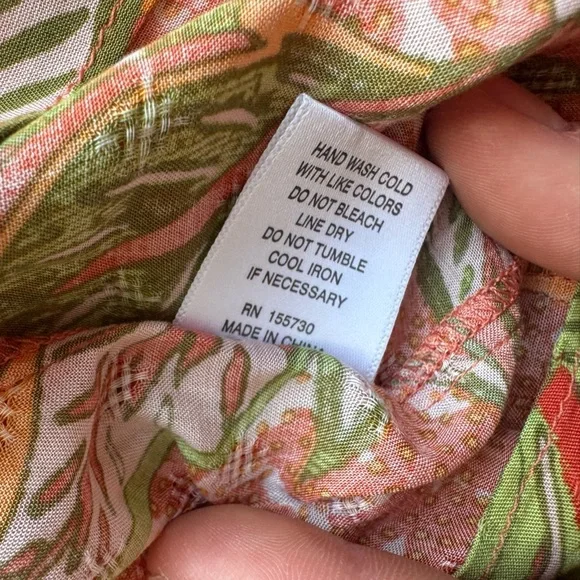 HAND WASH COLD
WITH LIKE COLORS
DO NOT BLEACH
LINE DRY
DO NOT TUMBLE
COOL IRON
IF NECESSARY
RN 155730
MADE IN CHINA